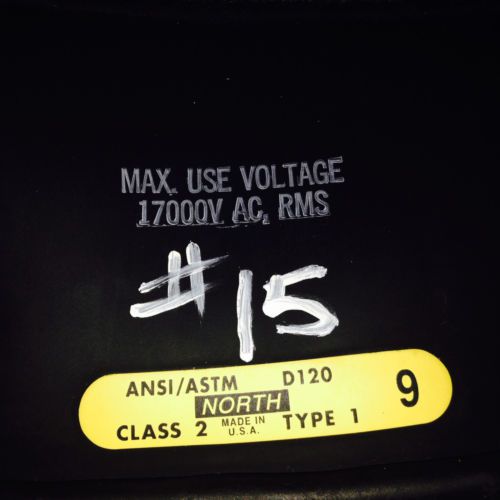 MAX. USE VOLTAGE
17000V AC, RMS
#15
ANSI/ASTM D120
NORTH
CLASS 2 MADE IN U.S.A. TYPE 1
9